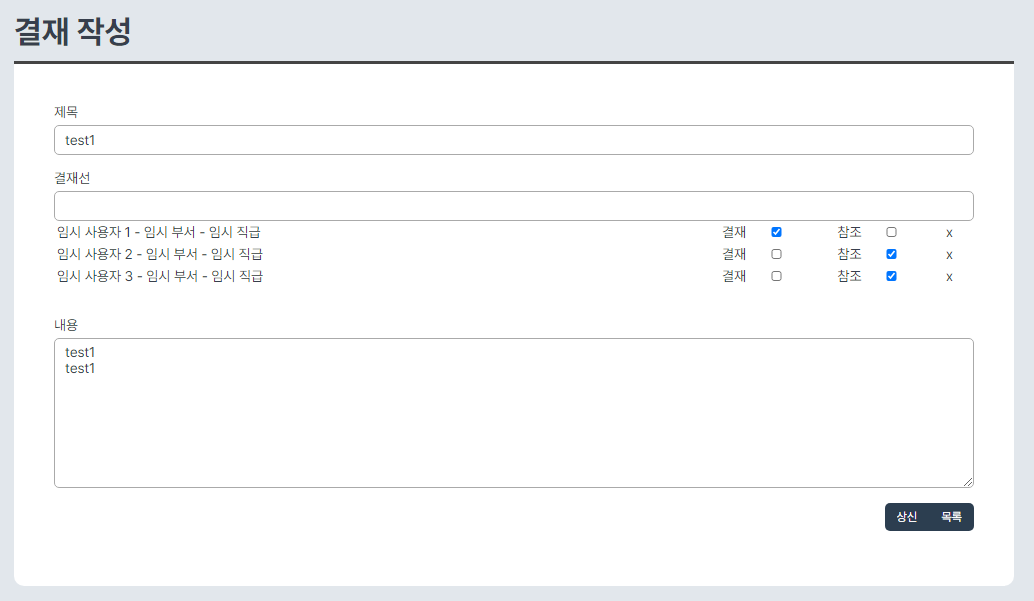 결재 작성
제목
test1
결재선
임시 사용자 1 - 임시 부서 - 임시 직급 결재 참조 x
임시 사용자 2 - 임시 부서 - 임시 직급 결재 참조 x
임시 사용자 3 - 임시 부서 - 임시 직급 결재 참조 x
내용
test1
test1
상신 목록